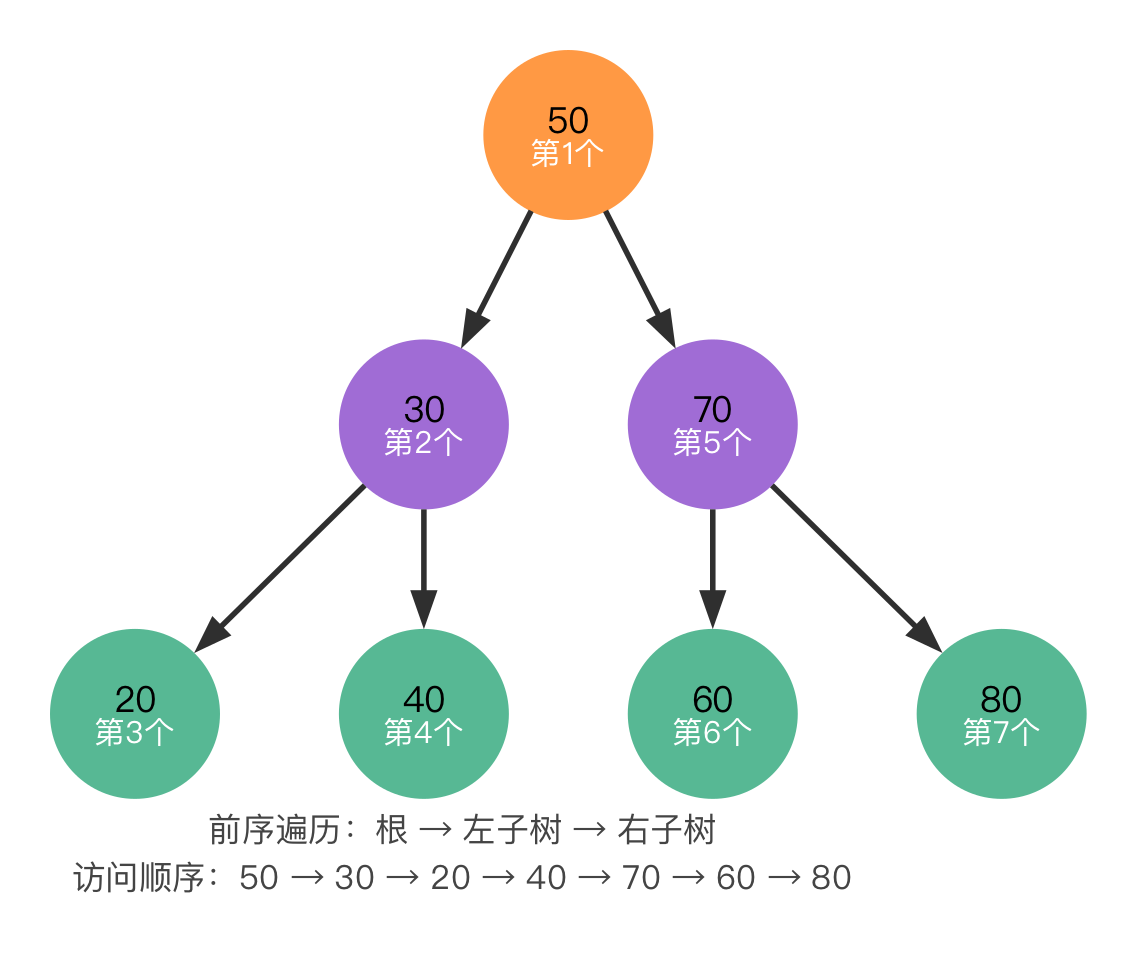 50
第1个
30
第2个
70
第5个
20
第3个
40
第4个
60
第6个
80
第7个
前序遍历：根 → 左子树 → 右子树
访问顺序：50 → 30 → 20 → 40 → 70 → 60 → 80